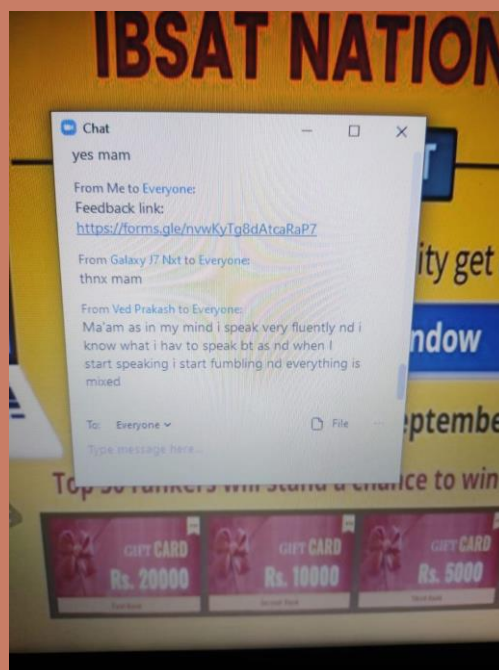 IBSAT NATION
Chat
yes mam
From Me to Everyone:
Feedback link:
https://forms.gle/nvwKyTg8dAtcaRaP7
From Galaxy J7 Nxt to Everyone:
thnx mam
From Ved Prakash to Everyone:
Ma'am as in my mind i speak very fluently nd i
know what i hav to speak bt as nd when I
start speaking i start fumbling nd everything is
mixed
To: Everyone
File
Type message here...
T
ity get
ndow
eptembe
Top 50 rankers will stand a chance to win
GIFT CARD
Rs. 20000
GIFT CARD
Rs. 10000
GIFT CARD
Rs. 5000